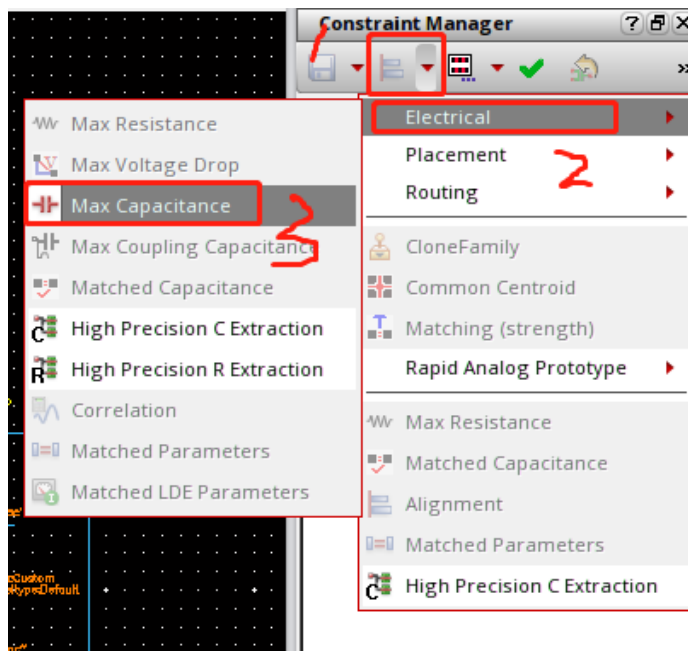 Constraint Manager
1
Electrical
Placement
Routing
2
CloneFamily
Common Centroid
Matching (strength)
Rapid Analog Prototype
Max Resistance
Matched Capacitance
Alignment
Matched Parameters
High Precision C Extraction
Max Resistance
Max Voltage Drop
Max Capacitance
3
Max Coupling Capacitance
Matched Capacitance
High Precision C Extraction
High Precision R Extraction
Correlation
Matched Parameters
Matched LDE Parameters